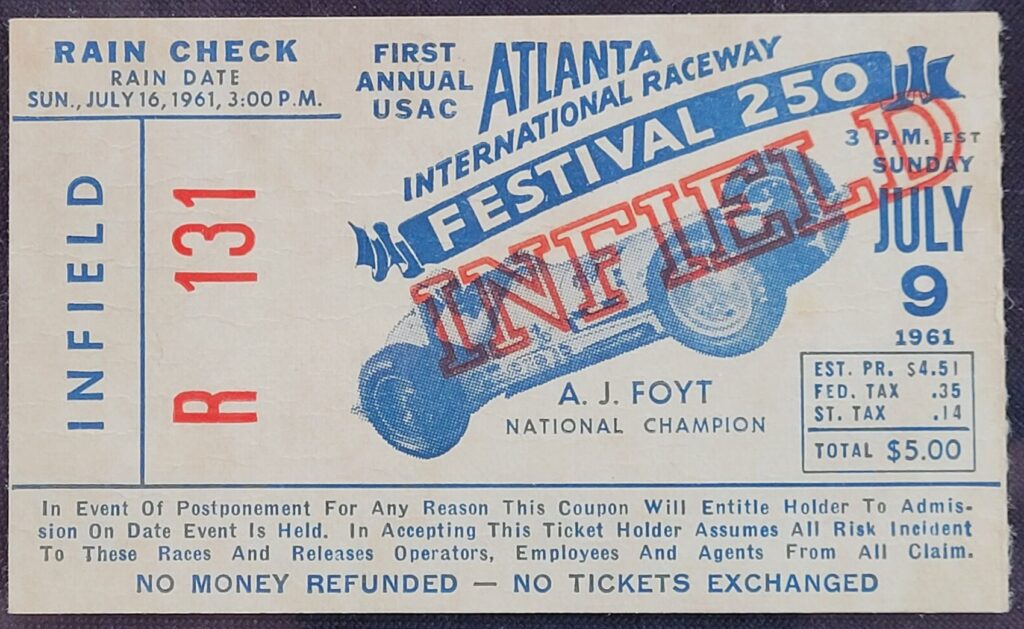 RAIN CHECK
RAIN DATE
SUN., JULY 16, 1961, 3:00 P.M.
INFIELD
R 131
FIRST
ANNUAL
USAC
ATLANTA
INTERNATIONAL RACEWAY
FESTIVAL 250
INFIELD
3 P.M. EST
SUNDAY
JULY
9
1961
A. J. FOYT
NATIONAL CHAMPION
EST. PR. $4.51
FED. TAX .35
ST. TAX .14
TOTAL $5.00
In Event Of Postponement For Any Reason This Coupon Will Entitle Holder To Admis-
sion On Date Event Is Held. In Accepting This Ticket Holder Assumes All Risk Incident
To These Races And Releases Operators, Employees And Agents From All Claim.
NO MONEY REFUNDED — NO TICKETS EXCHANGED